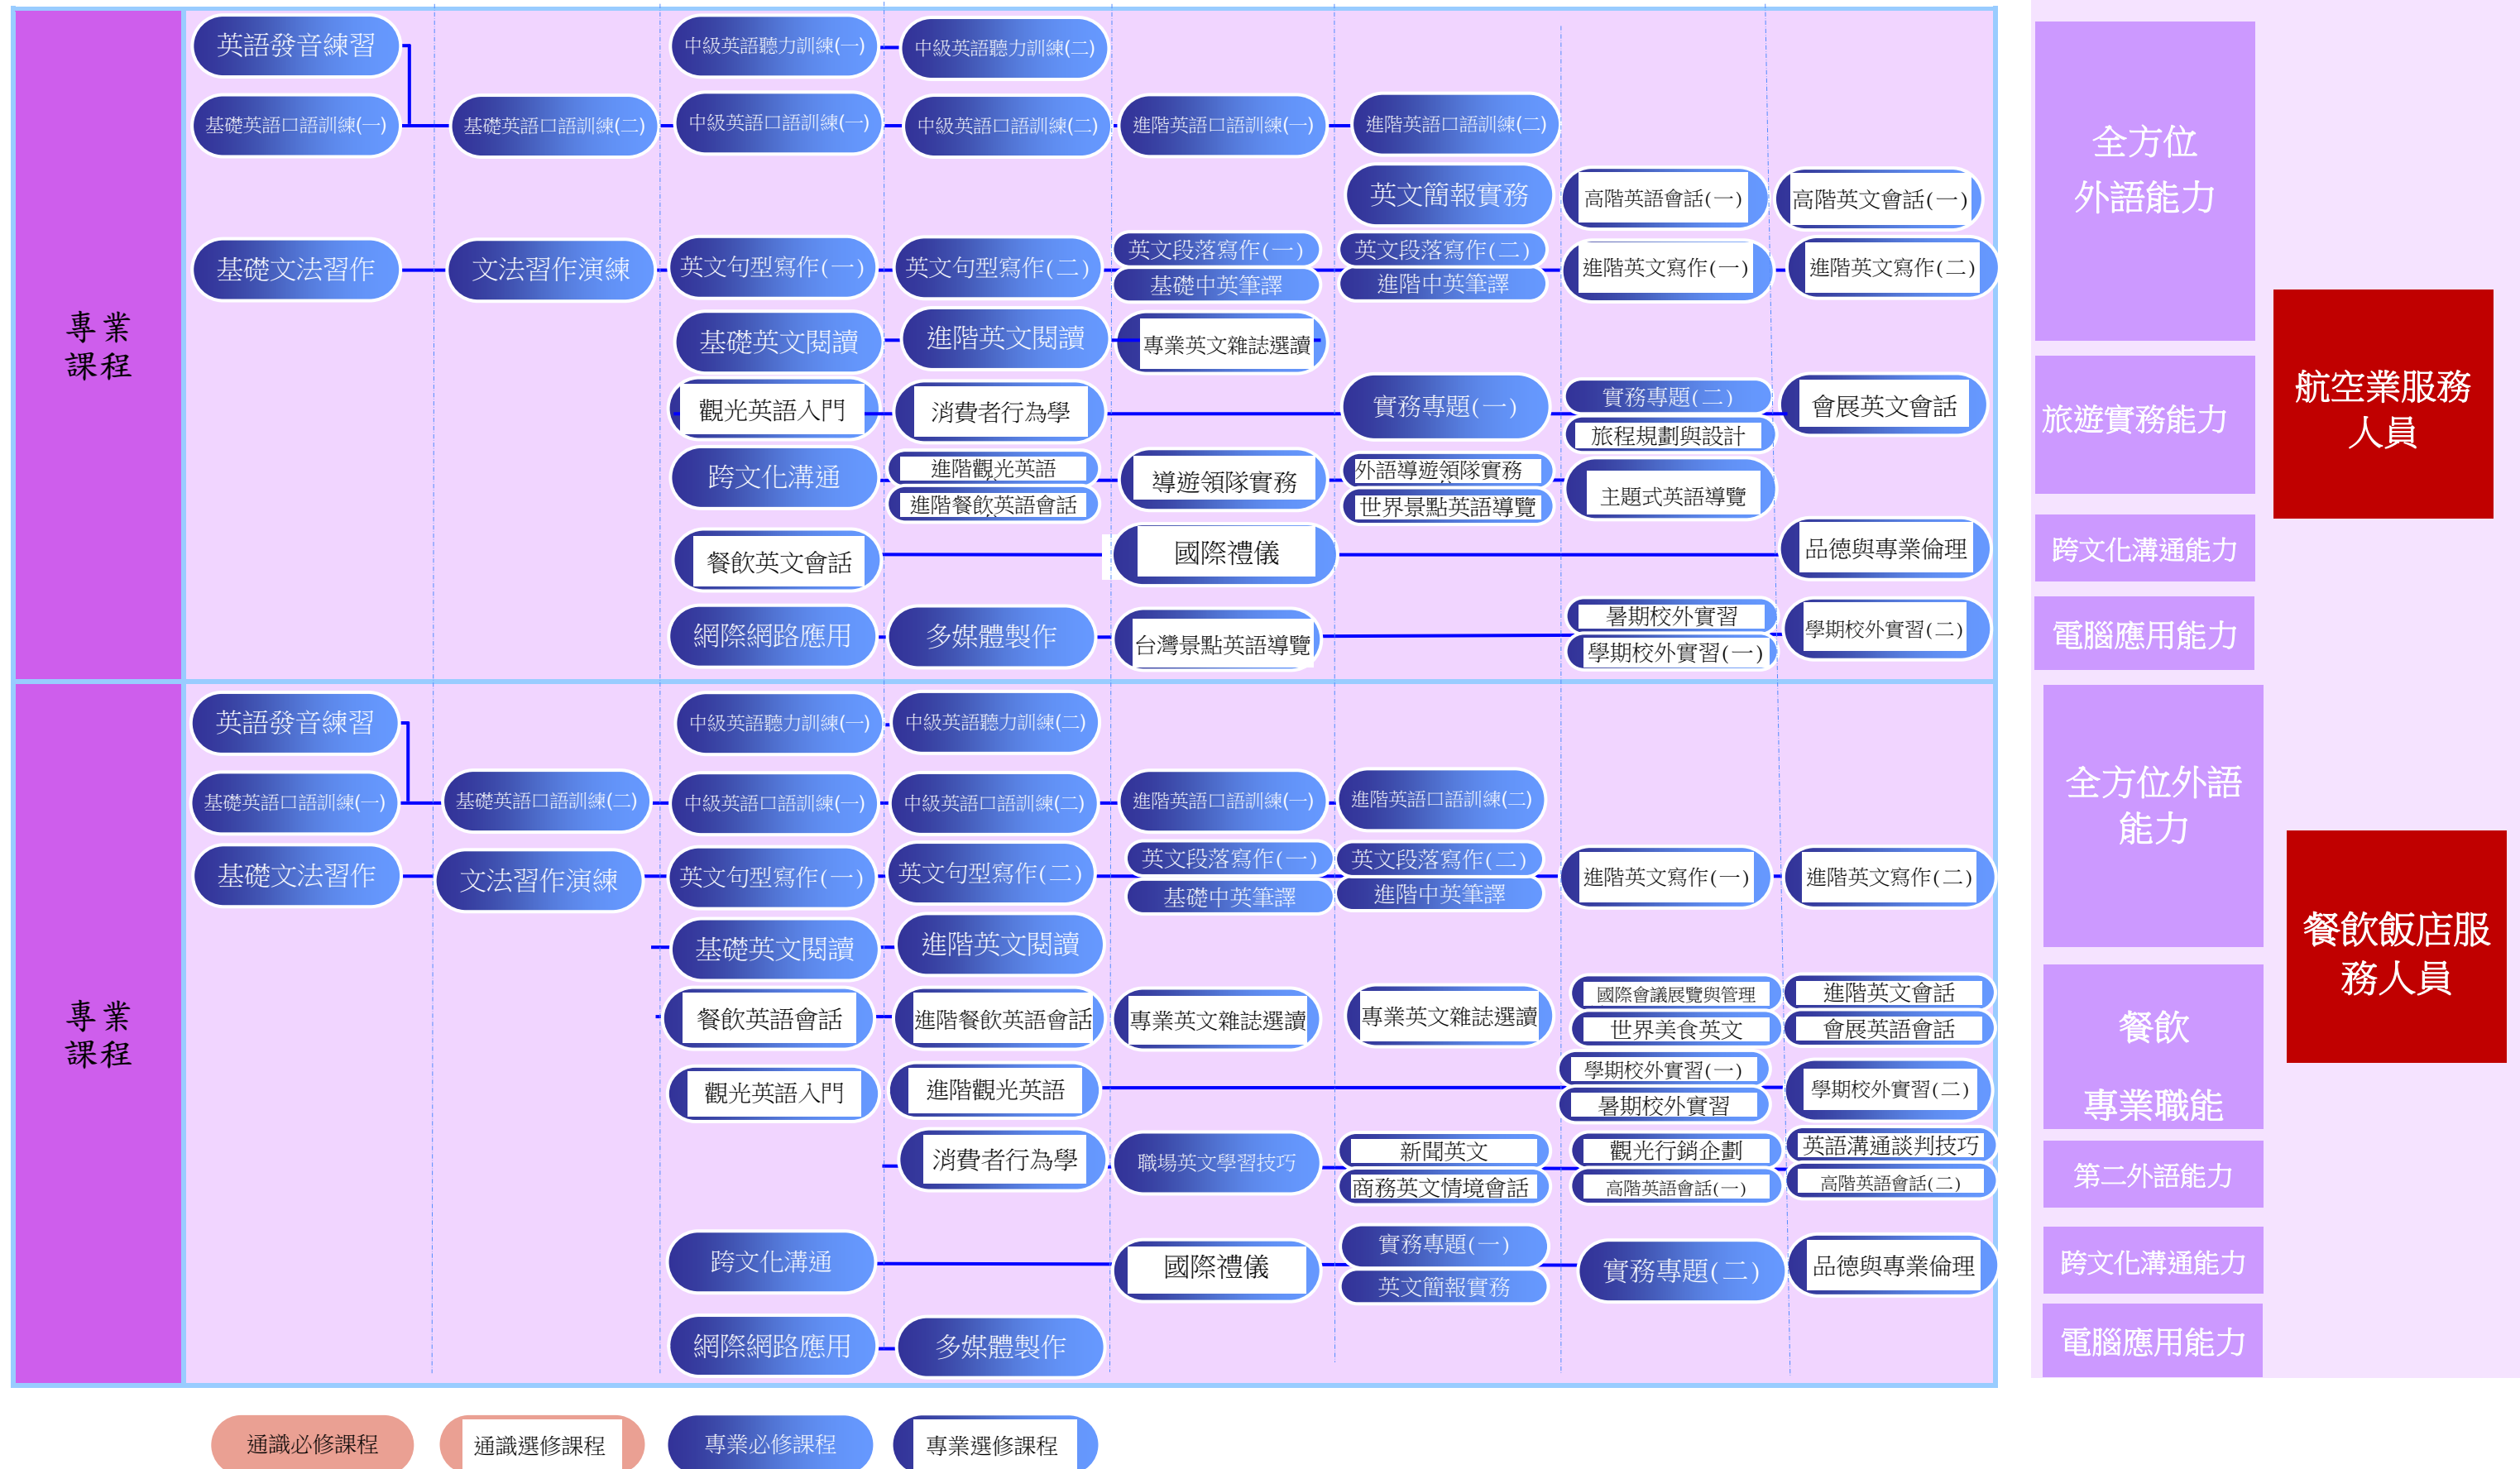 專業
課程
英語發音練習
中級英語聽力訓練(一)
中級英語聽力訓練(二)
基礎英語口語訓練(一)
基礎英語口語訓練(二)
中級英語口語訓練(一)
中級英語口語訓練(二)
進階英語口語訓練(一)
進階英語口語訓練(二)
英文簡報實務
高階英語會話(一)
高階英文會話(一)
基礎文法習作
文法習作演練
英文句型寫作(一)
英文句型寫作(二)
英文段落寫作(一)
基礎中英筆譯
英文段落寫作(二)
進階中英筆譯
進階英文寫作(一)
進階英文寫作(二)
基礎英文閱讀
進階英文閱讀
專業英文雜誌選讀
觀光英語入門
消費者行為學
實務專題(一)
實務專題(二)
旅程規劃與設計
會展英文會話
跨文化溝通
進階觀光英語
進階餐飲英語會話
導遊領隊實務
外語導遊領隊實務
世界景點英語導覽
主題式英語導覽
餐飲英文會話
國際禮儀
品德與專業倫理
網際網路應用
多媒體製作
台灣景點英語導覽
暑期校外實習
學期校外實習(一)
學期校外實習(二)
全方位
外語能力
旅遊實務能力
跨文化溝通能力
電腦應用能力
航空業服務
人員
專業
課程
英語發音練習
中級英語聽力訓練(一)
中級英語聽力訓練(二)
基礎英語口語訓練(一)
基礎英語口語訓練(二)
中級英語口語訓練(一)
中級英語口語訓練(二)
進階英語口語訓練(一)
進階英語口語訓練(二)
基礎文法習作
文法習作演練
英文句型寫作(一)
英文句型寫作(二)
英文段落寫作(一)
基礎中英筆譯
英文段落寫作(二)
進階中英筆譯
進階英文寫作(一)
進階英文寫作(二)
基礎英文閱讀
進階英文閱讀
餐飲英語會話
進階餐飲英語會話
專業英文雜誌選讀
專業英文雜誌選讀
國際會議展覽與管理
世界美食英文
進階英文會話
會展英語會話
觀光英語入門
進階觀光英語
學期校外實習(一)
暑期校外實習
學期校外實習(二)
消費者行為學
職場英文學習技巧
新聞英文
商務英文情境會話
觀光行銷企劃
高階英語會話(一)
英語溝通談判技巧
高階英語會話(二)
跨文化溝通
國際禮儀
實務專題(一)
英文簡報實務
實務專題(二)
品德與專業倫理
網際網路應用
多媒體製作
全方位外語
能力
餐飲
專業職能
第二外語能力
跨文化溝通能力
電腦應用能力
餐飲飯店服
務人員
通識必修課程
通識選修課程
專業必修課程
專業選修課程